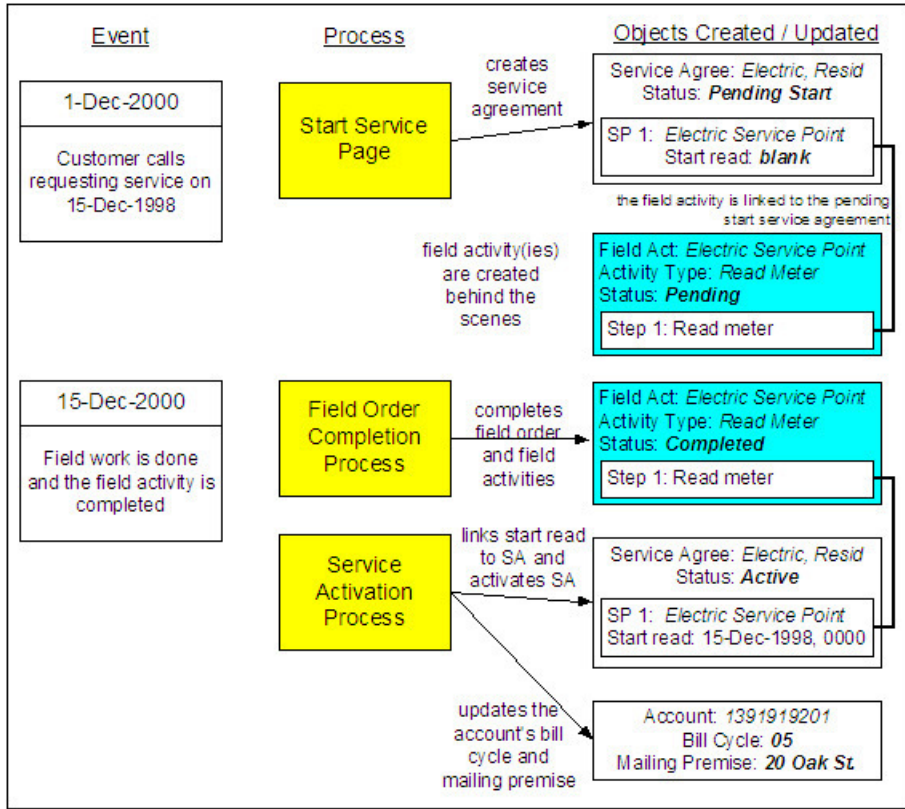 Event
Process
Objects Created / Updated
1-Dec-2000
Customer calls
requesting service on
15-Dec-1998
Start Service
Page
creates
service
agreement
Service Agree: Electric, Resid
Status: Pending Start
SP 1: Electric Service Point
Start read: blank
the field activity is linked to the pending
start service agreement
field activity(ies)
are created
behind the
scenes
Field Act: Electric Service Point
Activity Type: Read Meter
Status: Pending
Step 1: Read meter
15-Dec-2000
Field work is done
and the field activity is
completed
Field Order
Completion
Process
completes
field order
and field
activities
Field Act: Electric Service Point
Activity Type: Read Meter
Status: Completed
Step 1: Read meter
Service
Activation
Process
links start read
to SA and
activates SA
Service Agree: Electric, Resid
Status: Active
SP 1: Electric Service Point
Start read: 15-Dec-1998, 0000
updates the
account's bill
cycle and
mailing premise
Account: 1391919201
Bill Cycle: 05
Mailing Premise: 20 Oak St.